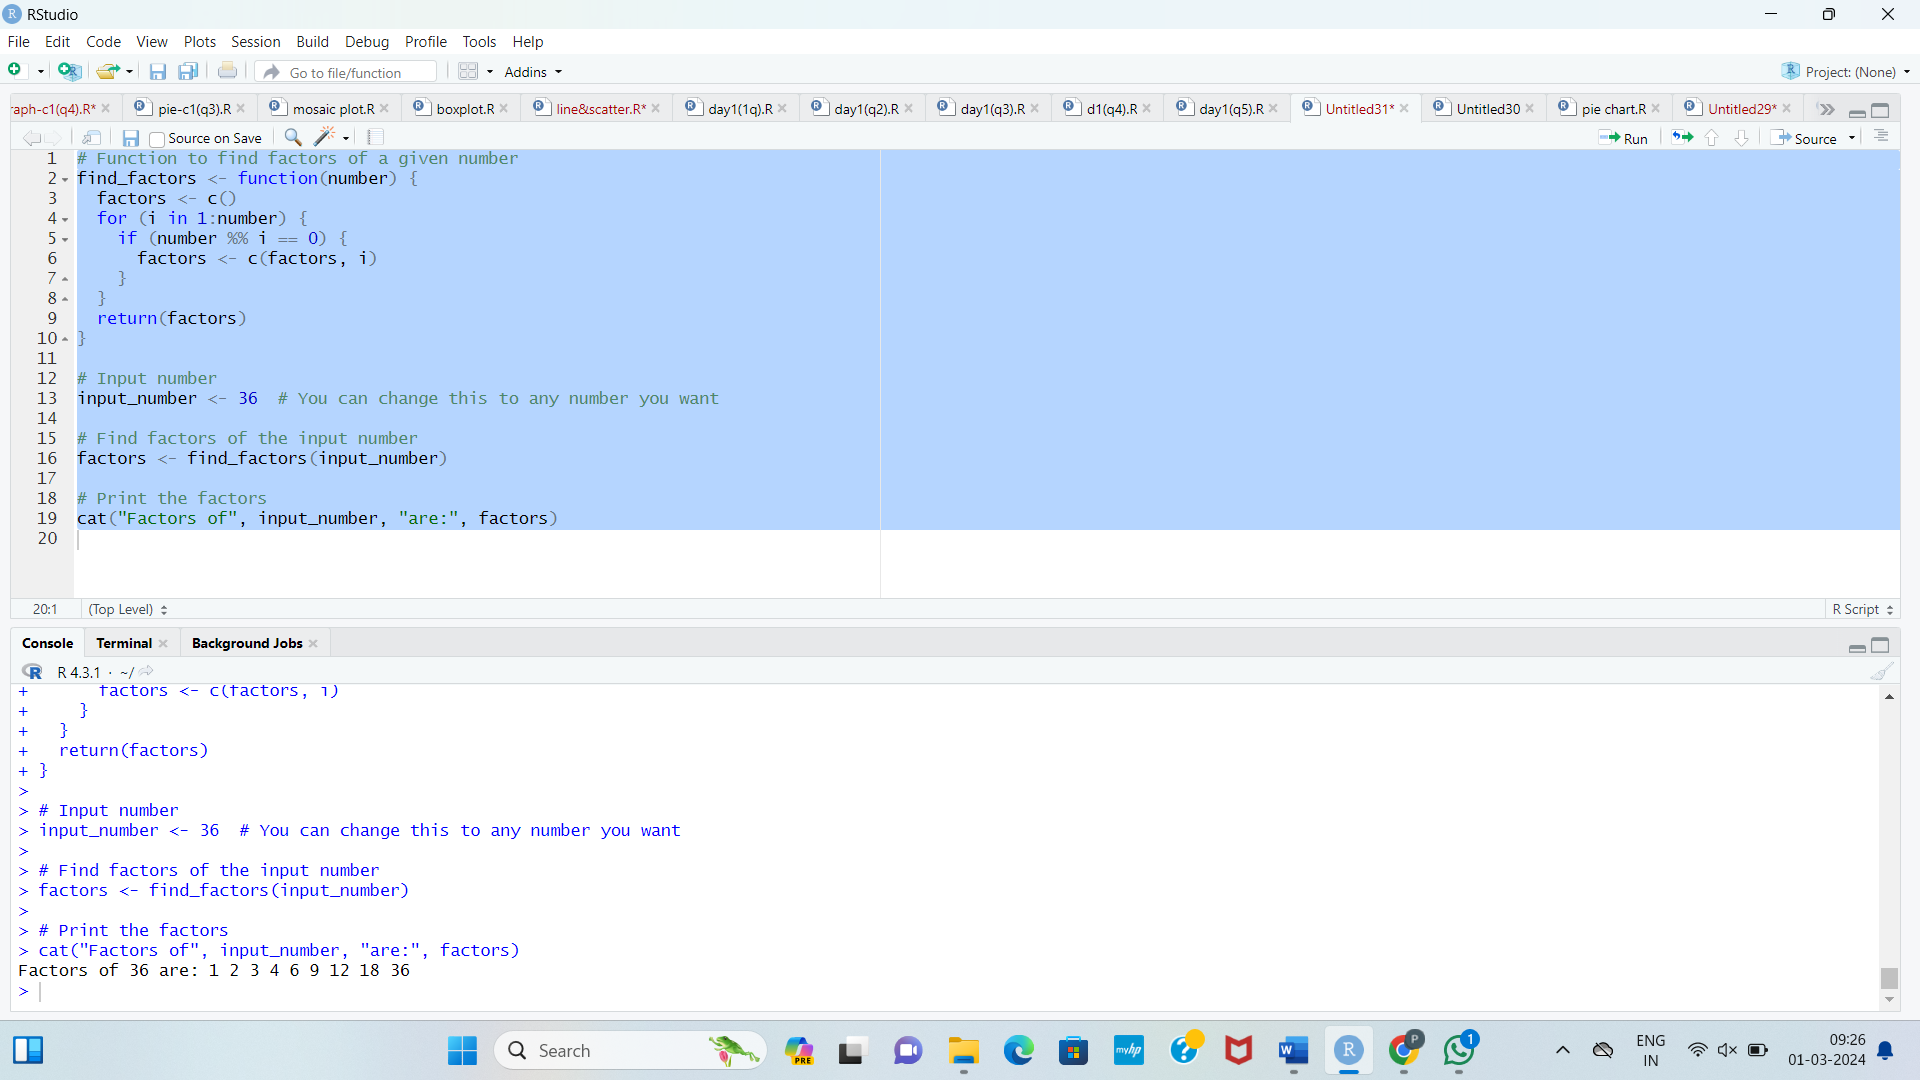 RStudio
File Edit Code View Plots Session Build Debug Profile Tools Help
Go to file/function Addins Project: (None)
raph-c1(q4).R* pie-c1(q3).R mosaic plot.R boxplot.R line&scatter.R* day1(1q).R day1(q2).R day1(q3).R d1(q4).R day1(q5).R Untitled31* Untitled30 pie chart.R Untitled29*
Source on Save Run Source
1 # Function to find factors of a given number
2 find_factors <- function(number) {
3 factors <- c()
4 for (i in 1:number) {
5 if (number %% i == 0) {
6 factors <- c(factors, i)
7 }
8 }
9 return(factors)
10 }
11
12 # Input number
13 input_number <- 36 # You can change this to any number you want
14
15 # Find factors of the input number
16 factors <- find_factors(input_number)
17
18 # Print the factors
19 cat("Factors of", input_number, "are:", factors)
20
20:1 (Top Level) R Script
Console Terminal Background Jobs
R R 4.3.1 · ~/
+ factors <- c(factors, i)
+ }
+ }
+ return(factors)
+ }
>
> # Input number
> input_number <- 36 # You can change this to any number you want
>
> # Find factors of the input number
> factors <- find_factors(input_number)
>
> # Print the factors
> cat("Factors of", input_number, "are:", factors)
Factors of 36 are: 1 2 3 4 6 9 12 18 36
>
Search PRE myhp W R P 1 ENG 09:26
IN 01-03-2024